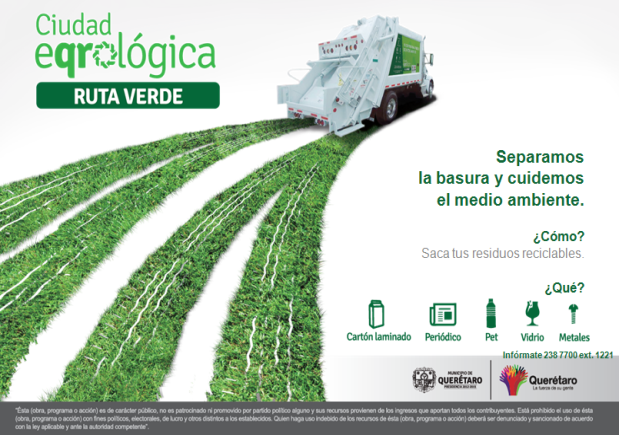 Ciudad
eqrológica
RUTA VERDE
Separamos
la basura y cuidemos
el medio ambiente.
¿Cómo?
Saca tus residuos reciclables.
¿Qué?
Cartón laminado Periódico Pet Vidrio Metales
Infórmate 238 7700 ext. 1221
MUNICIPIO DE
QUERÉTARO
Querétaro
La fuerza de su gente
"Ésta (obra, programa o acción) es de carácter público, no es patrocinado ni promovido por partido político alguno y sus recursos provienen de los ingresos que aportan todos los contribuyentes. Está prohibido el uso de ésta
(obra, programa o acción) con fines políticos, electorales, de lucro y otros distintos a los establecidos. Quien haga uso indebido de los recursos de ésta (obra, programa o acción) deberá ser denunciado y sancionado de acuerdo
con la ley aplicable y ante la autoridad competente".